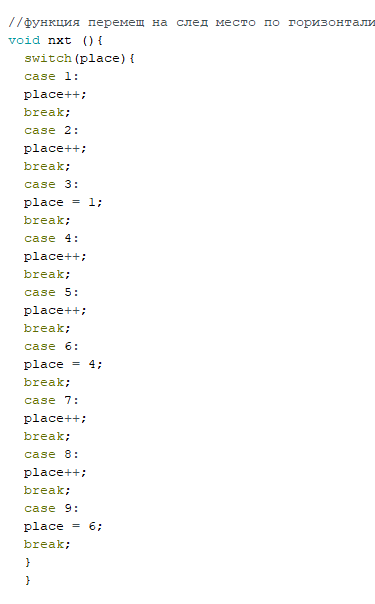 //функция перемещ на след место по горизонтали
void nxt (){
switch(place){
case 1:
place++;
break;
case 2:
place++;
break;
case 3:
place = 1;
break;
case 4:
place++;
break;
case 5:
place++;
break;
case 6:
place = 4;
break;
case 7:
place++;
break;
case 8:
place++;
break;
case 9:
place = 6;
break;
}
}